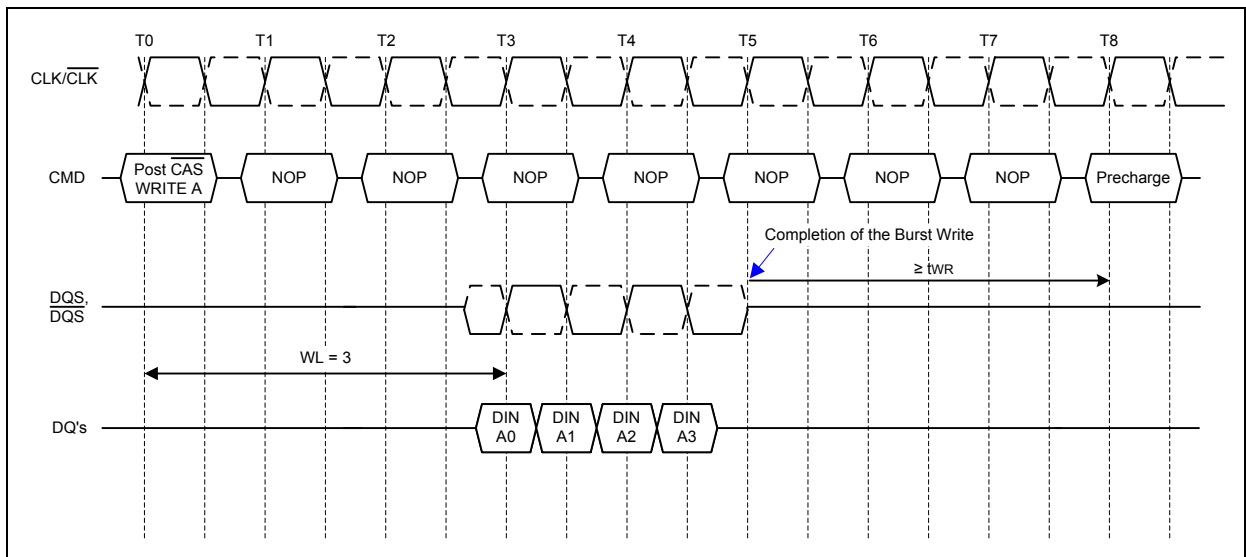 T0 T1 T2 T3 T4 T5 T6 T7 T8
CLK/CLK
CMD
Post CAS
WRITE A
NOP NOP NOP NOP NOP NOP NOP Precharge
Completion of the Burst Write
≥ tWR
DQS,
DQS
WL = 3
DQ's
DIN DIN DIN DIN
A0 A1 A2 A3